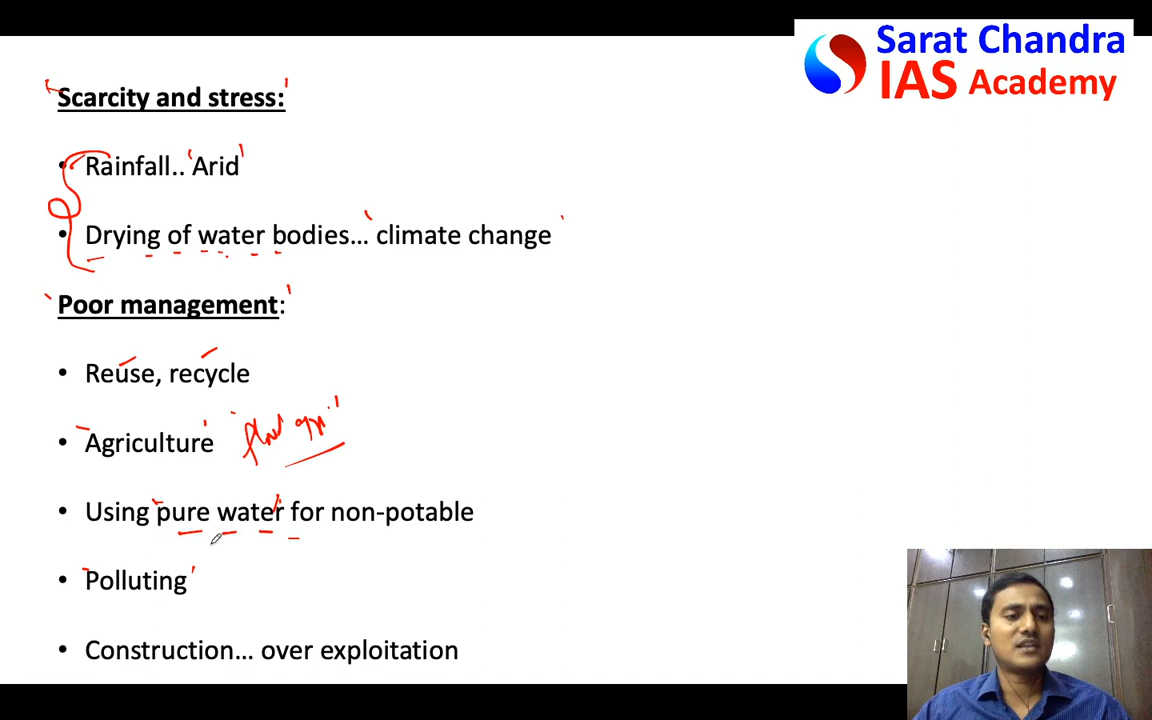 Sarat Chandra
IAS Academy
Scarcity and stress:
• Rainfall.. Arid
• Drying of water bodies... climate change
Poor management:
• Reuse, recycle
• Agriculture
• Using pure water for non-potable
• Polluting
• Construction... over exploitation